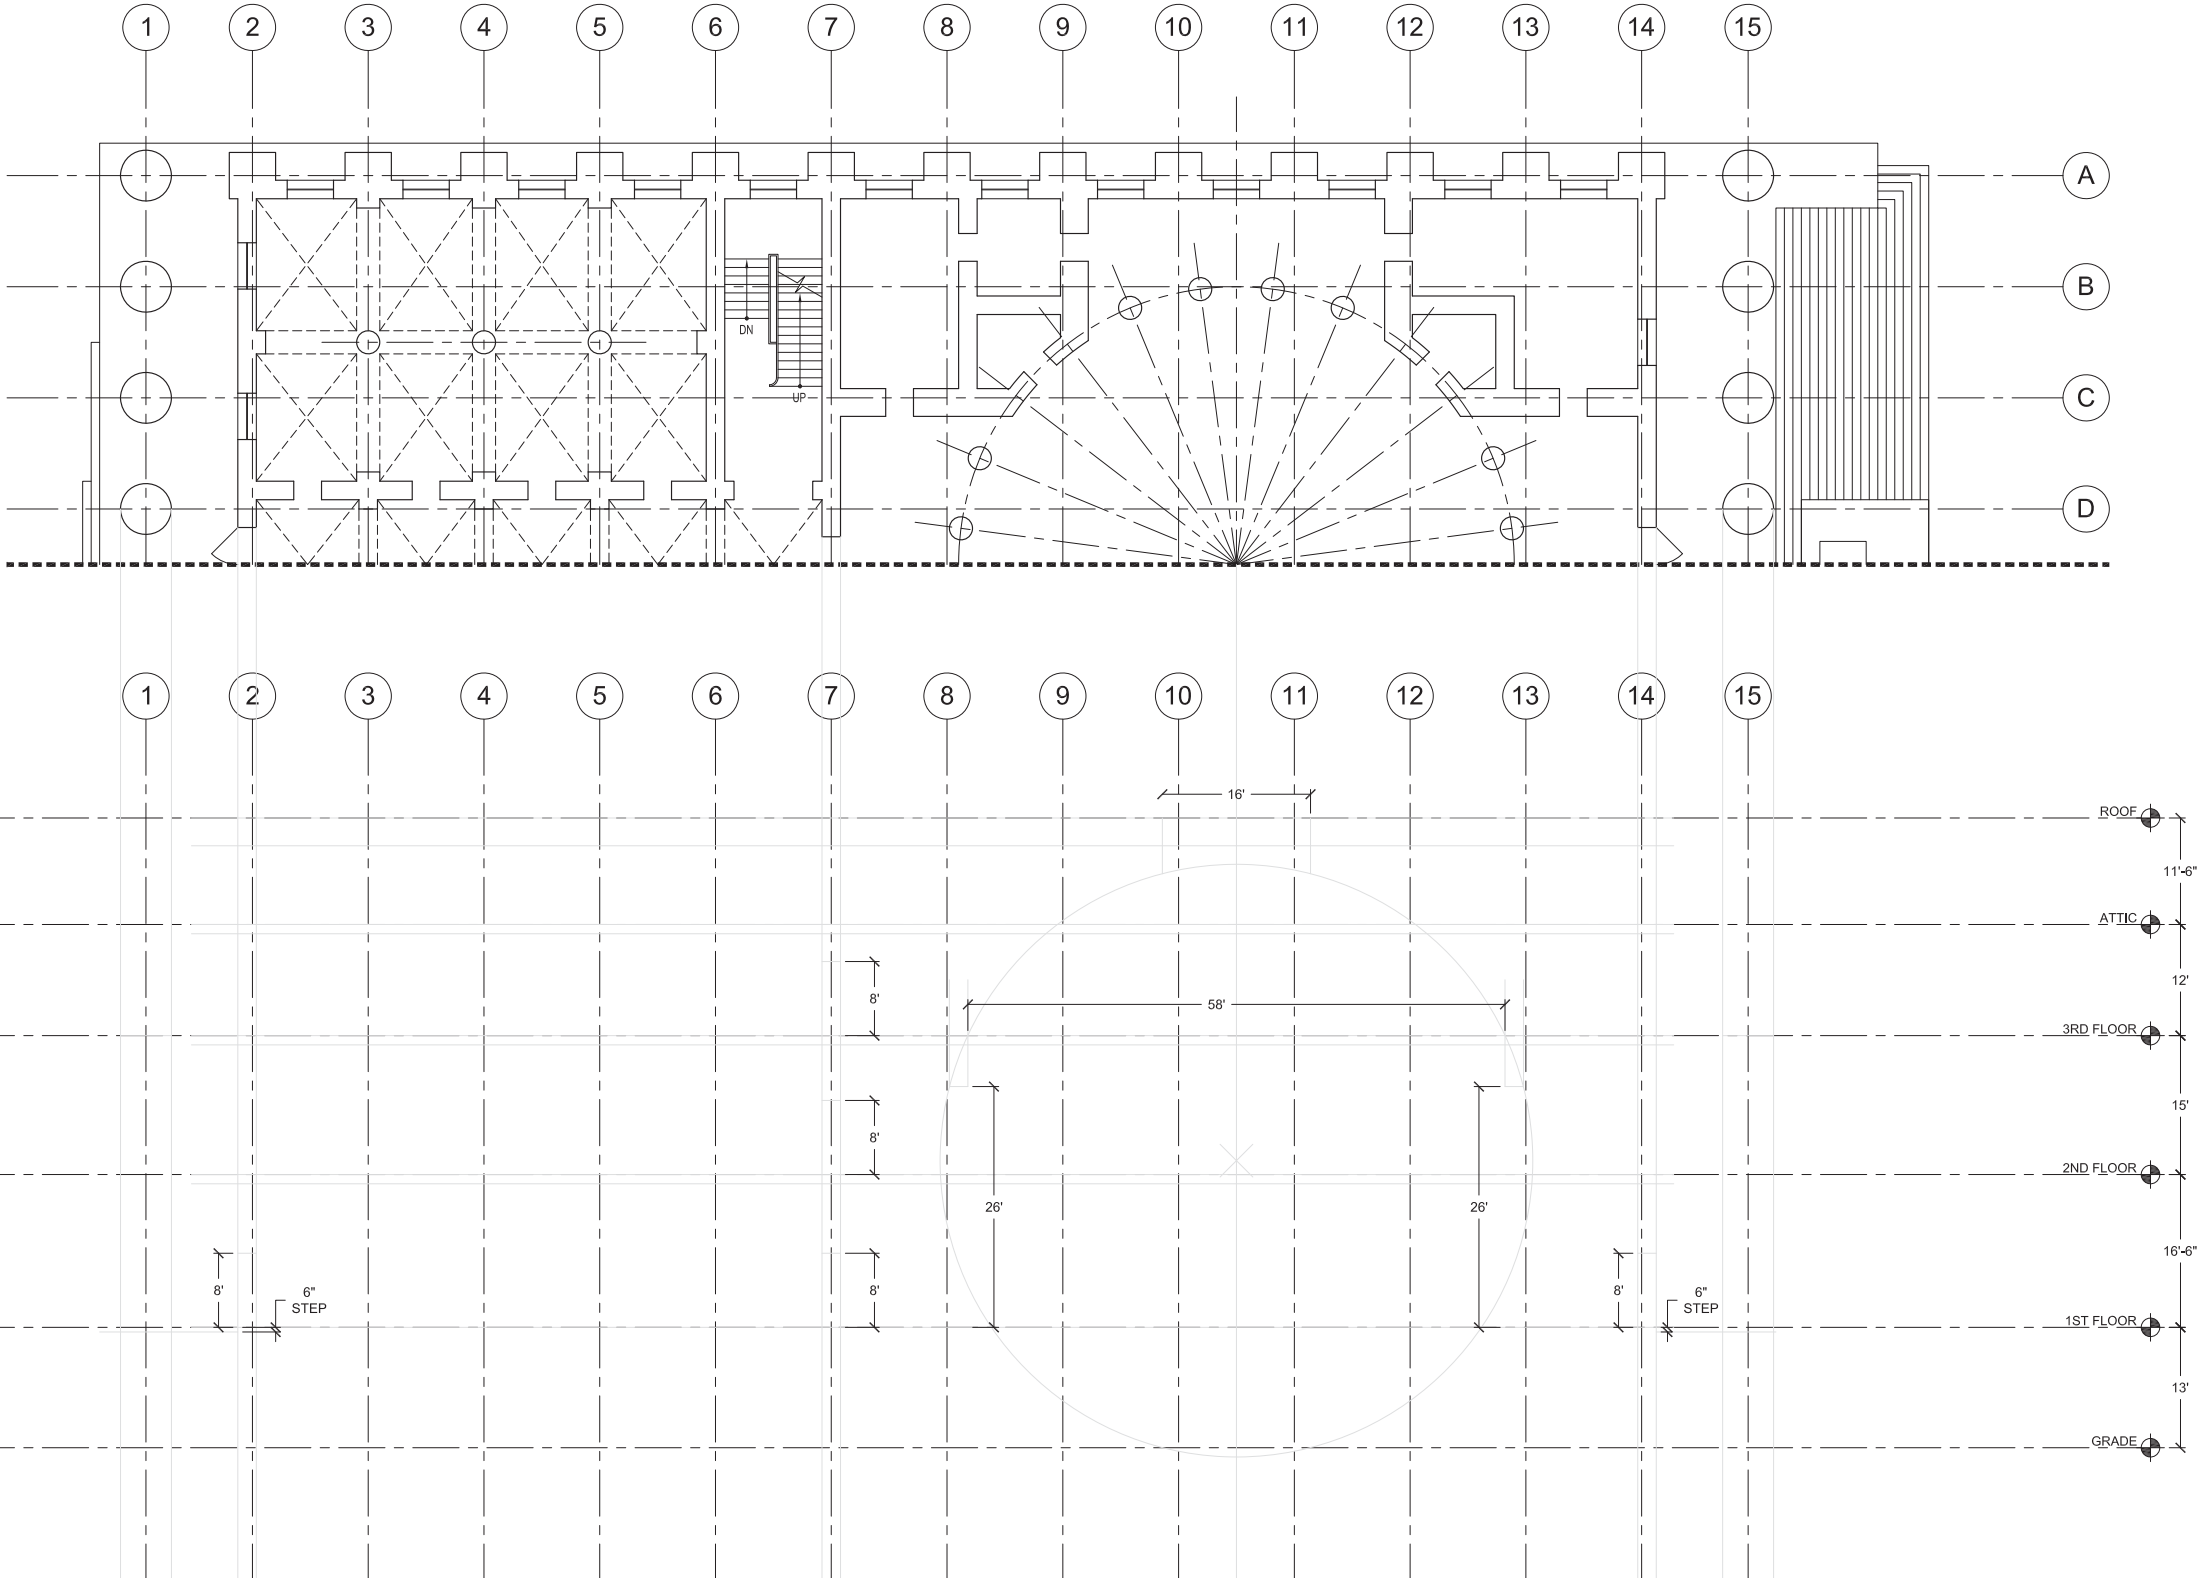 1 2 3 4 5 6 7 8 9 10 11 12 13 14 15
A
B
DN
UP
C
D
1 2 3 4 5 6 7 8 9 10 11 12 13 14 15
16'
ROOF
11'-6"
ATTIC
12'
8'
58'
3RD FLOOR
15'
8'
2ND FLOOR
26' 26'
16'-6"
8' 6" STEP 8' 8' 6" STEP
1ST FLOOR
13'
GRADE